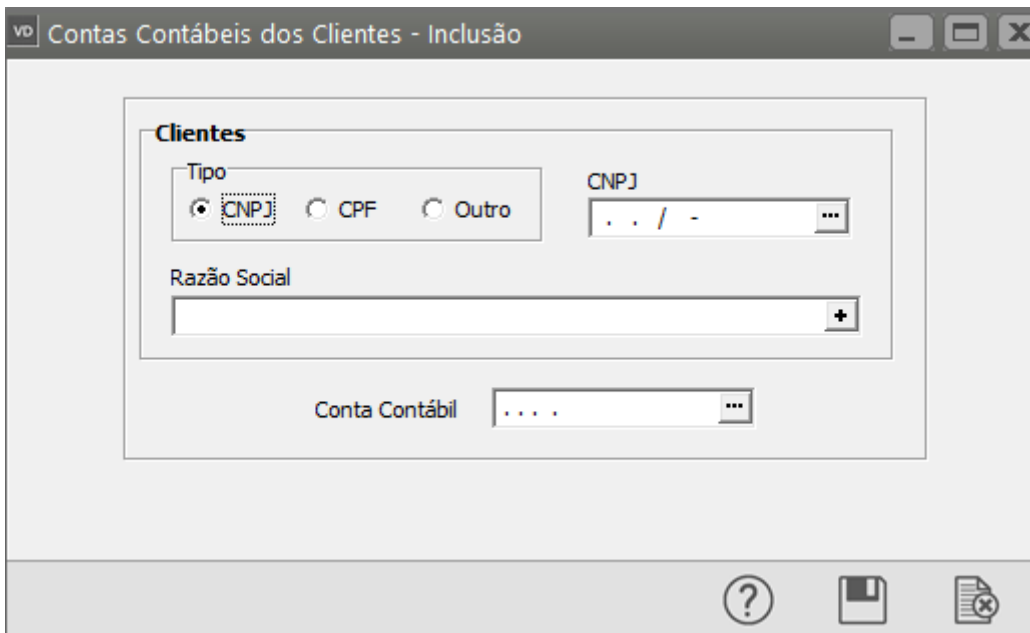 VD Contas Contábeis dos Clientes - Inclusão
Clientes
Tipo
CNPJ CPF Outro
CNPJ
. . / - ...
Razão Social
+
Conta Contábil . . . . ...
?